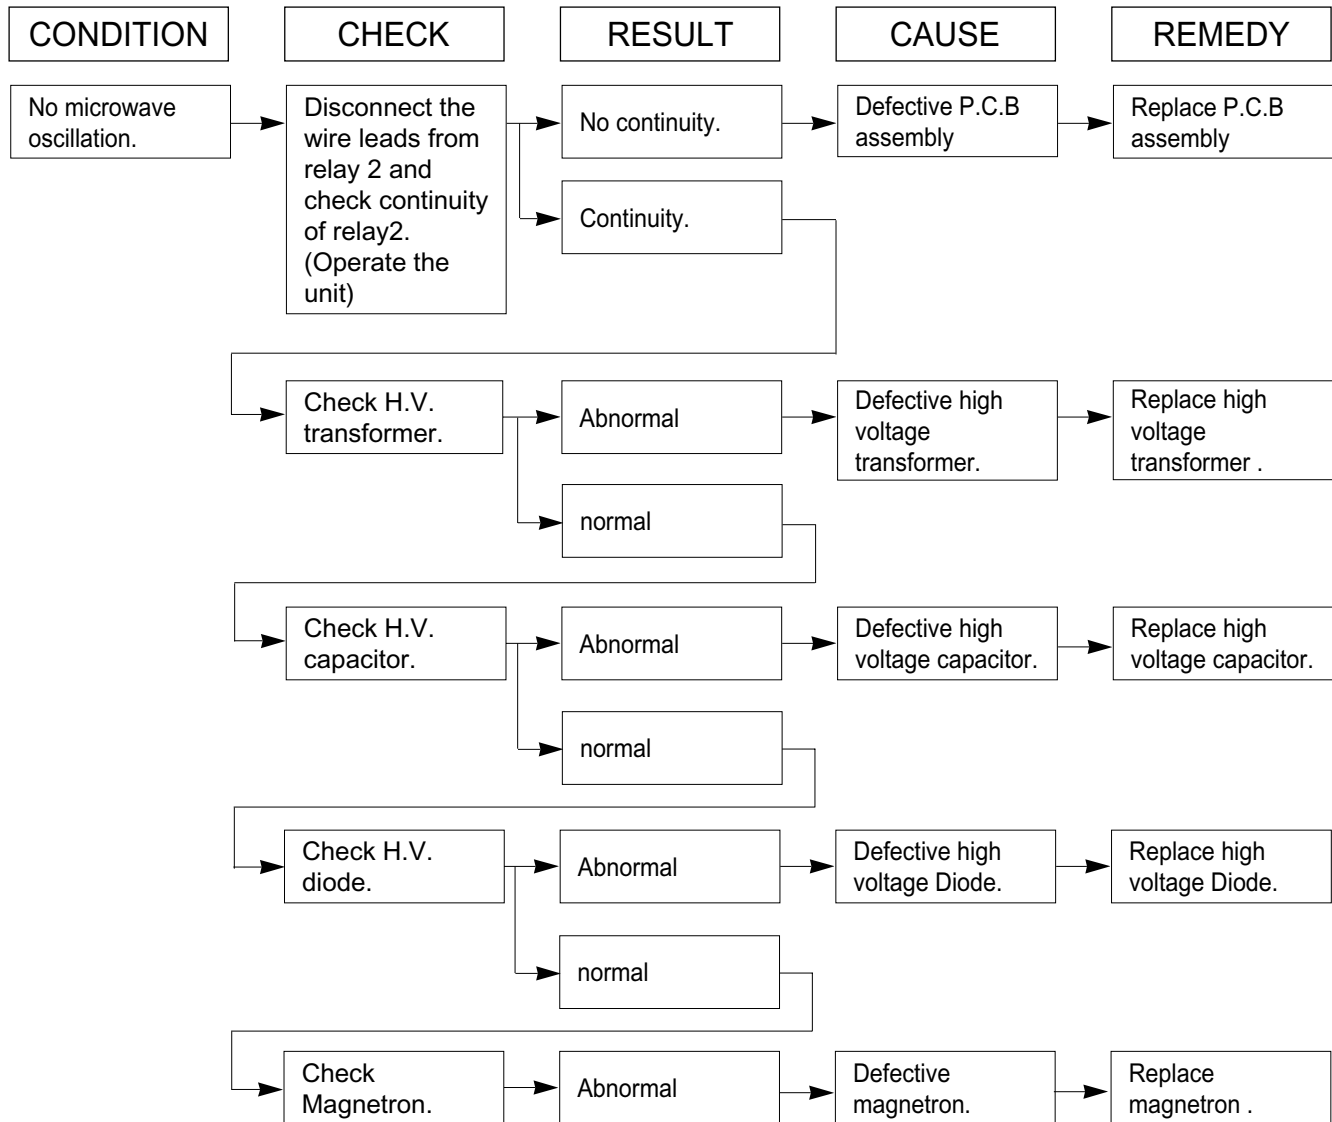 CONDITION
CHECK
RESULT
CAUSE
REMEDY
No microwave
oscillation.
Disconnect the
wire leads from
relay 2 and
check continuity
of relay2.
(Operate the
unit)
No continuity.
Defective P.C.B
assembly
Replace P.C.B
assembly
Continuity.
Check H.V.
transformer.
Abnormal
Defective high
voltage
transformer.
Replace high
voltage
transformer .
normal
Check H.V.
capacitor.
Abnormal
Defective high
voltage capacitor.
Replace high
voltage capacitor.
normal
Check H.V.
diode.
Abnormal
Defective high
voltage Diode.
Replace high
voltage Diode.
normal
Check
Magnetron.
Abnormal
Defective
magnetron.
Replace
magnetron .